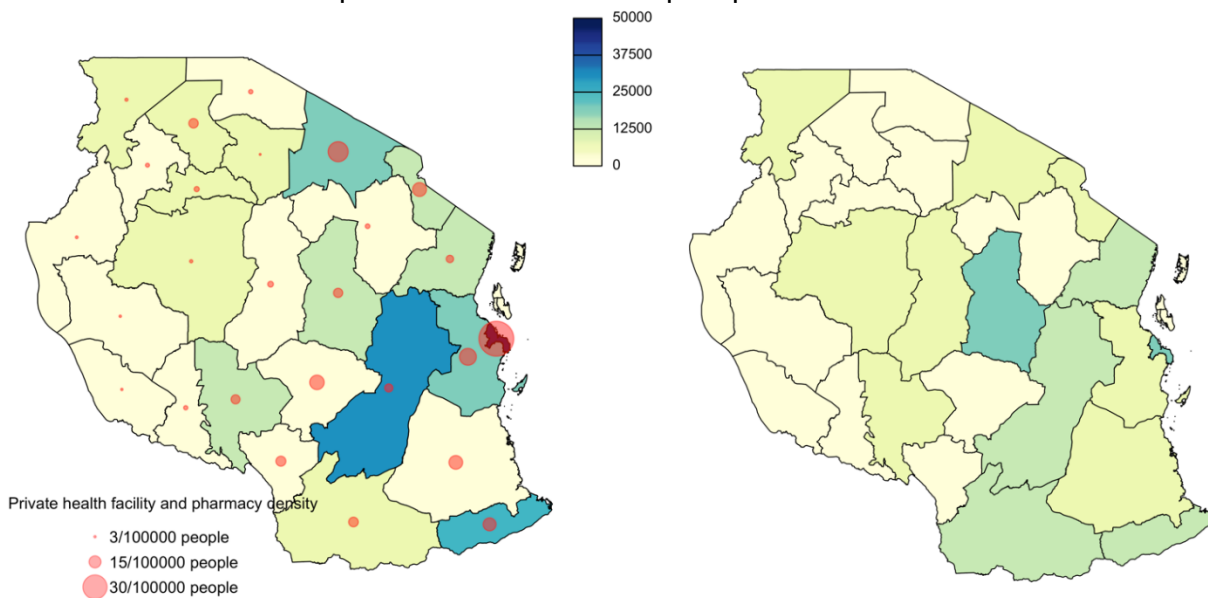 50000
37500
25000
12500
0
Private health facility and pharmacy density
3/100000 people
15/100000 people
30/100000 people